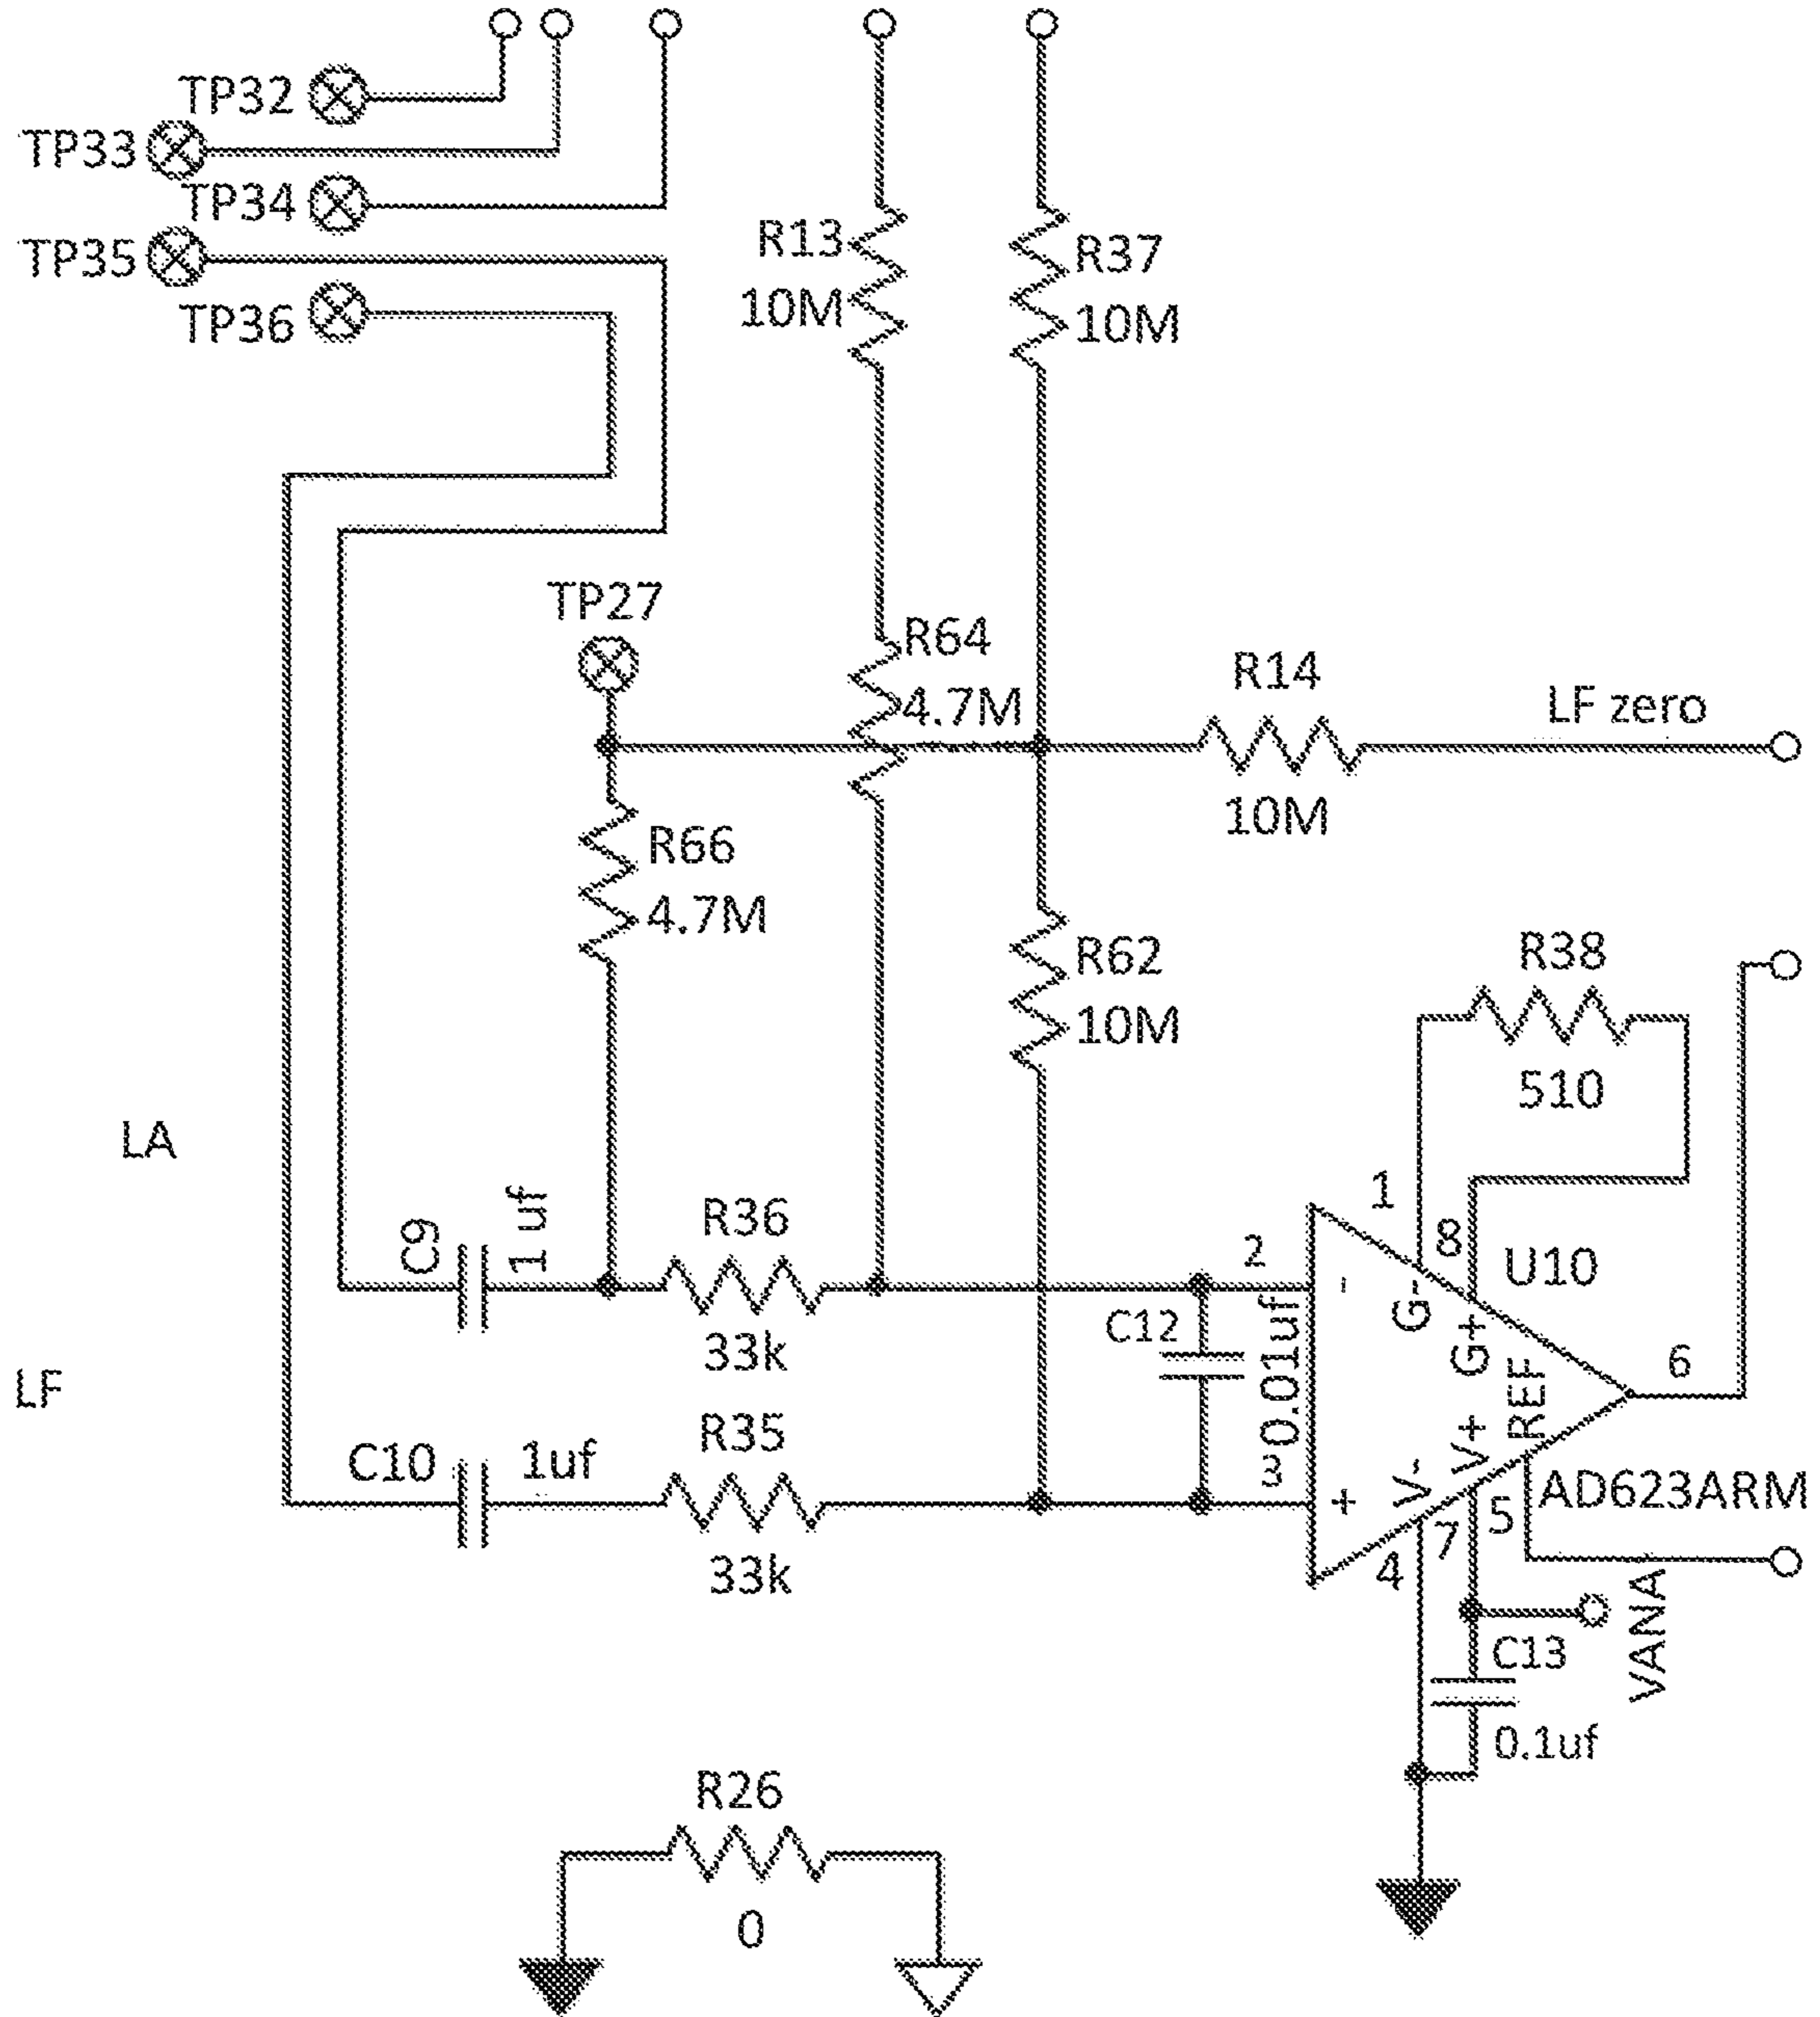 TP32
TP33
TP34
TP35
TP36
R13
10M
R37
10M
TP27
R64
4.7M
R14
LF zero
10M
R66
4.7M
R62
10M
R38
510
LA
C9
1 uf
R36
33k
2
1
8
U10
-
G-
G+
C12
0.01uf
6
LF
REF
C10
1uf
R35
33k
3
+
V-
V+
AD623ARM
4
7
5
VANA
C13
0.1uf
R26
0